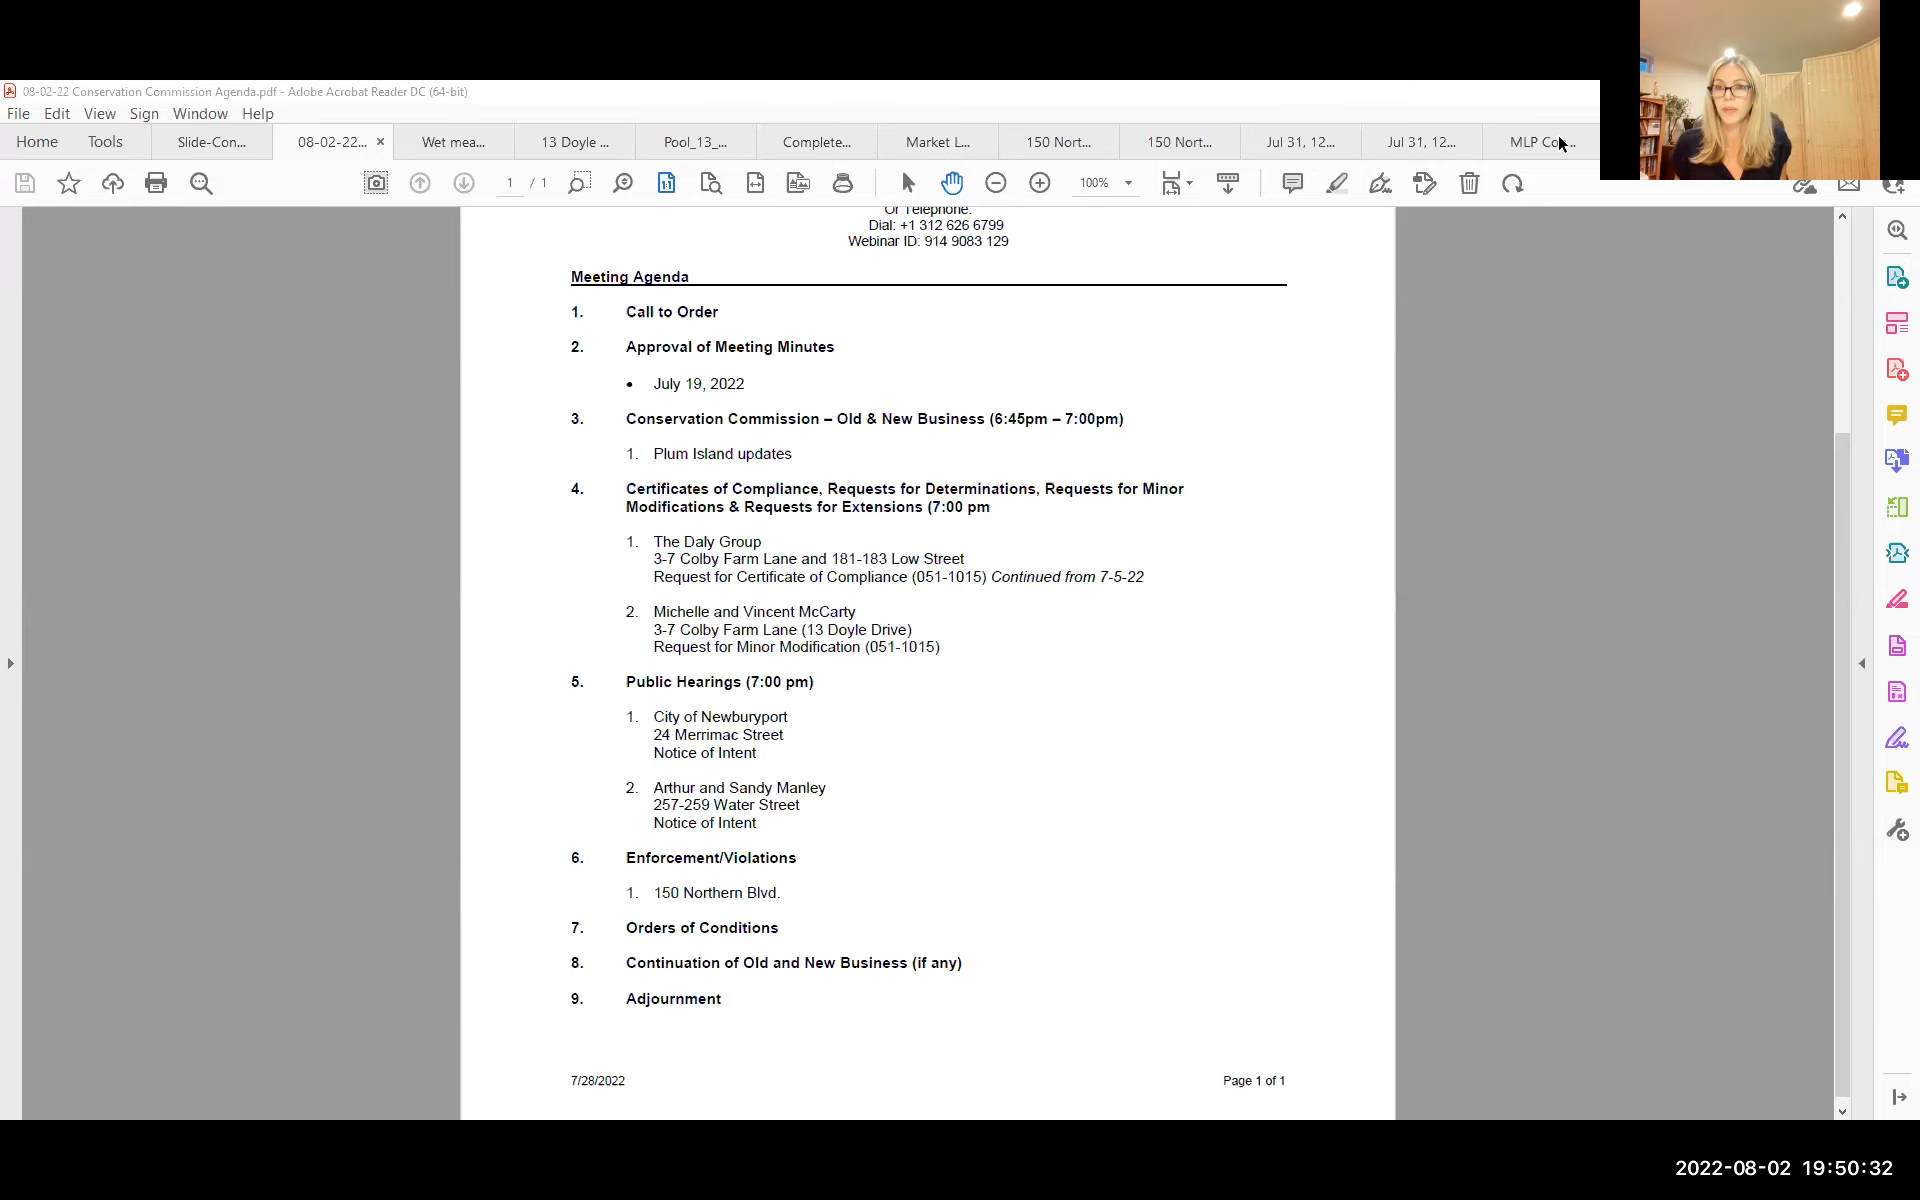 08-02-22 Conservation Commission Agenda.pdf - Adobe Acrobat Reader DC (64-bit)
File Edit View Sign Window Help
Home Tools Slide-Con... 08-02-22... × Wet mea... 13 Doyle ... Pool_13_... Complete... Market L... 150 Nort... 150 Nort... Jul 31, 12... Jul 31, 12... MLP Co...
1 / 1 100%
Or Telephone:
Dial: +1 312 626 6799
Webinar ID: 914 9083 129
Meeting Agenda
1. Call to Order
2. Approval of Meeting Minutes
• July 19, 2022
3. Conservation Commission – Old & New Business (6:45pm – 7:00pm)
1. Plum Island updates
4. Certificates of Compliance, Requests for Determinations, Requests for Minor
Modifications & Requests for Extensions (7:00 pm
1. The Daly Group
3-7 Colby Farm Lane and 181-183 Low Street
Request for Certificate of Compliance (051-1015) Continued from 7-5-22
2. Michelle and Vincent McCarty
3-7 Colby Farm Lane (13 Doyle Drive)
Request for Minor Modification (051-1015)
5. Public Hearings (7:00 pm)
1. City of Newburyport
24 Merrimac Street
Notice of Intent
2. Arthur and Sandy Manley
257-259 Water Street
Notice of Intent
6. Enforcement/Violations
1. 150 Northern Blvd.
7. Orders of Conditions
8. Continuation of Old and New Business (if any)
9. Adjournment
7/28/2022 Page 1 of 1
2022-08-02 19:50:32